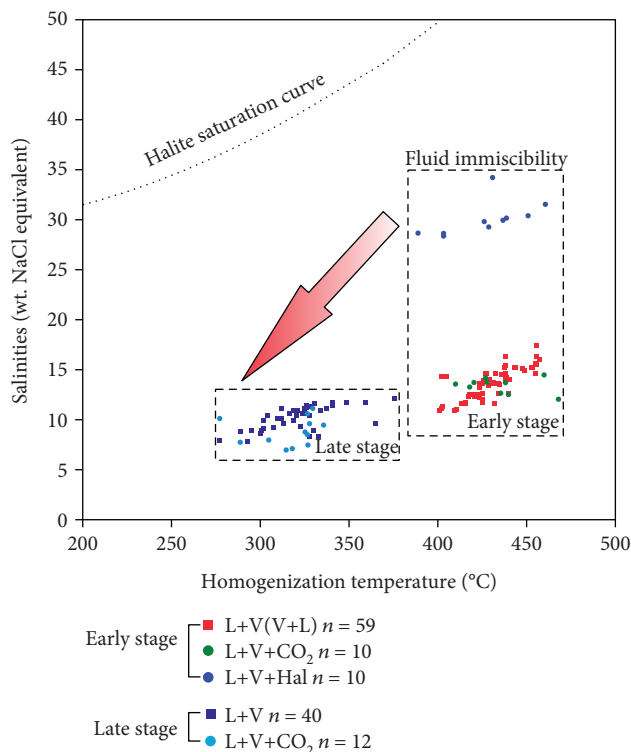 Salinities (wt. NaCl equivalent)
50
45
40
35
30
25
20
15
10
5
0
Halite saturation curve
Fluid immiscibility
Early stage
Late stage
200
250
300
350
400
450
500
Homogenization temperature (°C)
Early stage
L+V(V+L) n = 59
L+V+CO₂ n = 10
L+V+Hal n = 10
Late stage
L+V n = 40
L+V+CO₂ n = 12